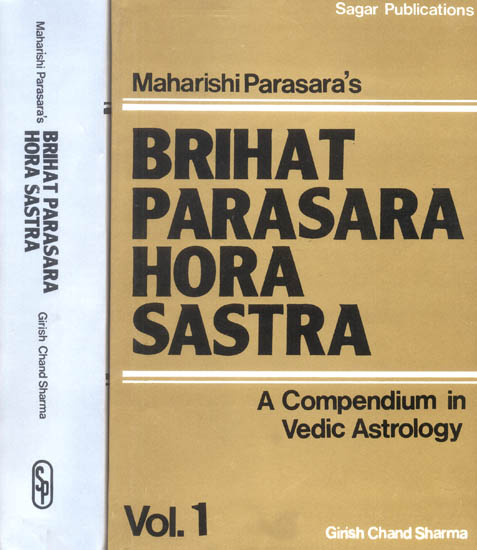 Maharishi Parasara's
BRIHAT PARASARA
HORA SASTRA
Girish Chand Sharma
Sagar Publications
Maharishi Parasara's
BRIHAT
PARASARA
HORA
SASTRA
A Compendium in
Vedic Astrology
Vol. 1
Girish Chand Sharma